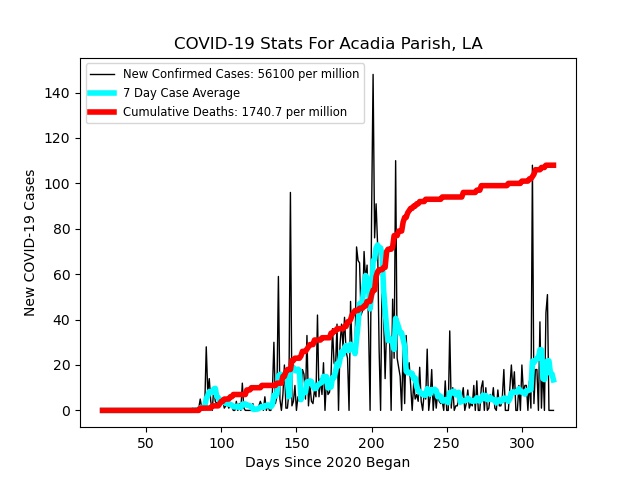 COVID-19 Stats For Acadia Parish, LA
New Confirmed Cases: 56100 per million
7 Day Case Average
Cumulative Deaths: 1740.7 per million
New COVID-19 Cases
140
120
100
80
60
40
20
0
50
100
150
200
250
300
Days Since 2020 Began